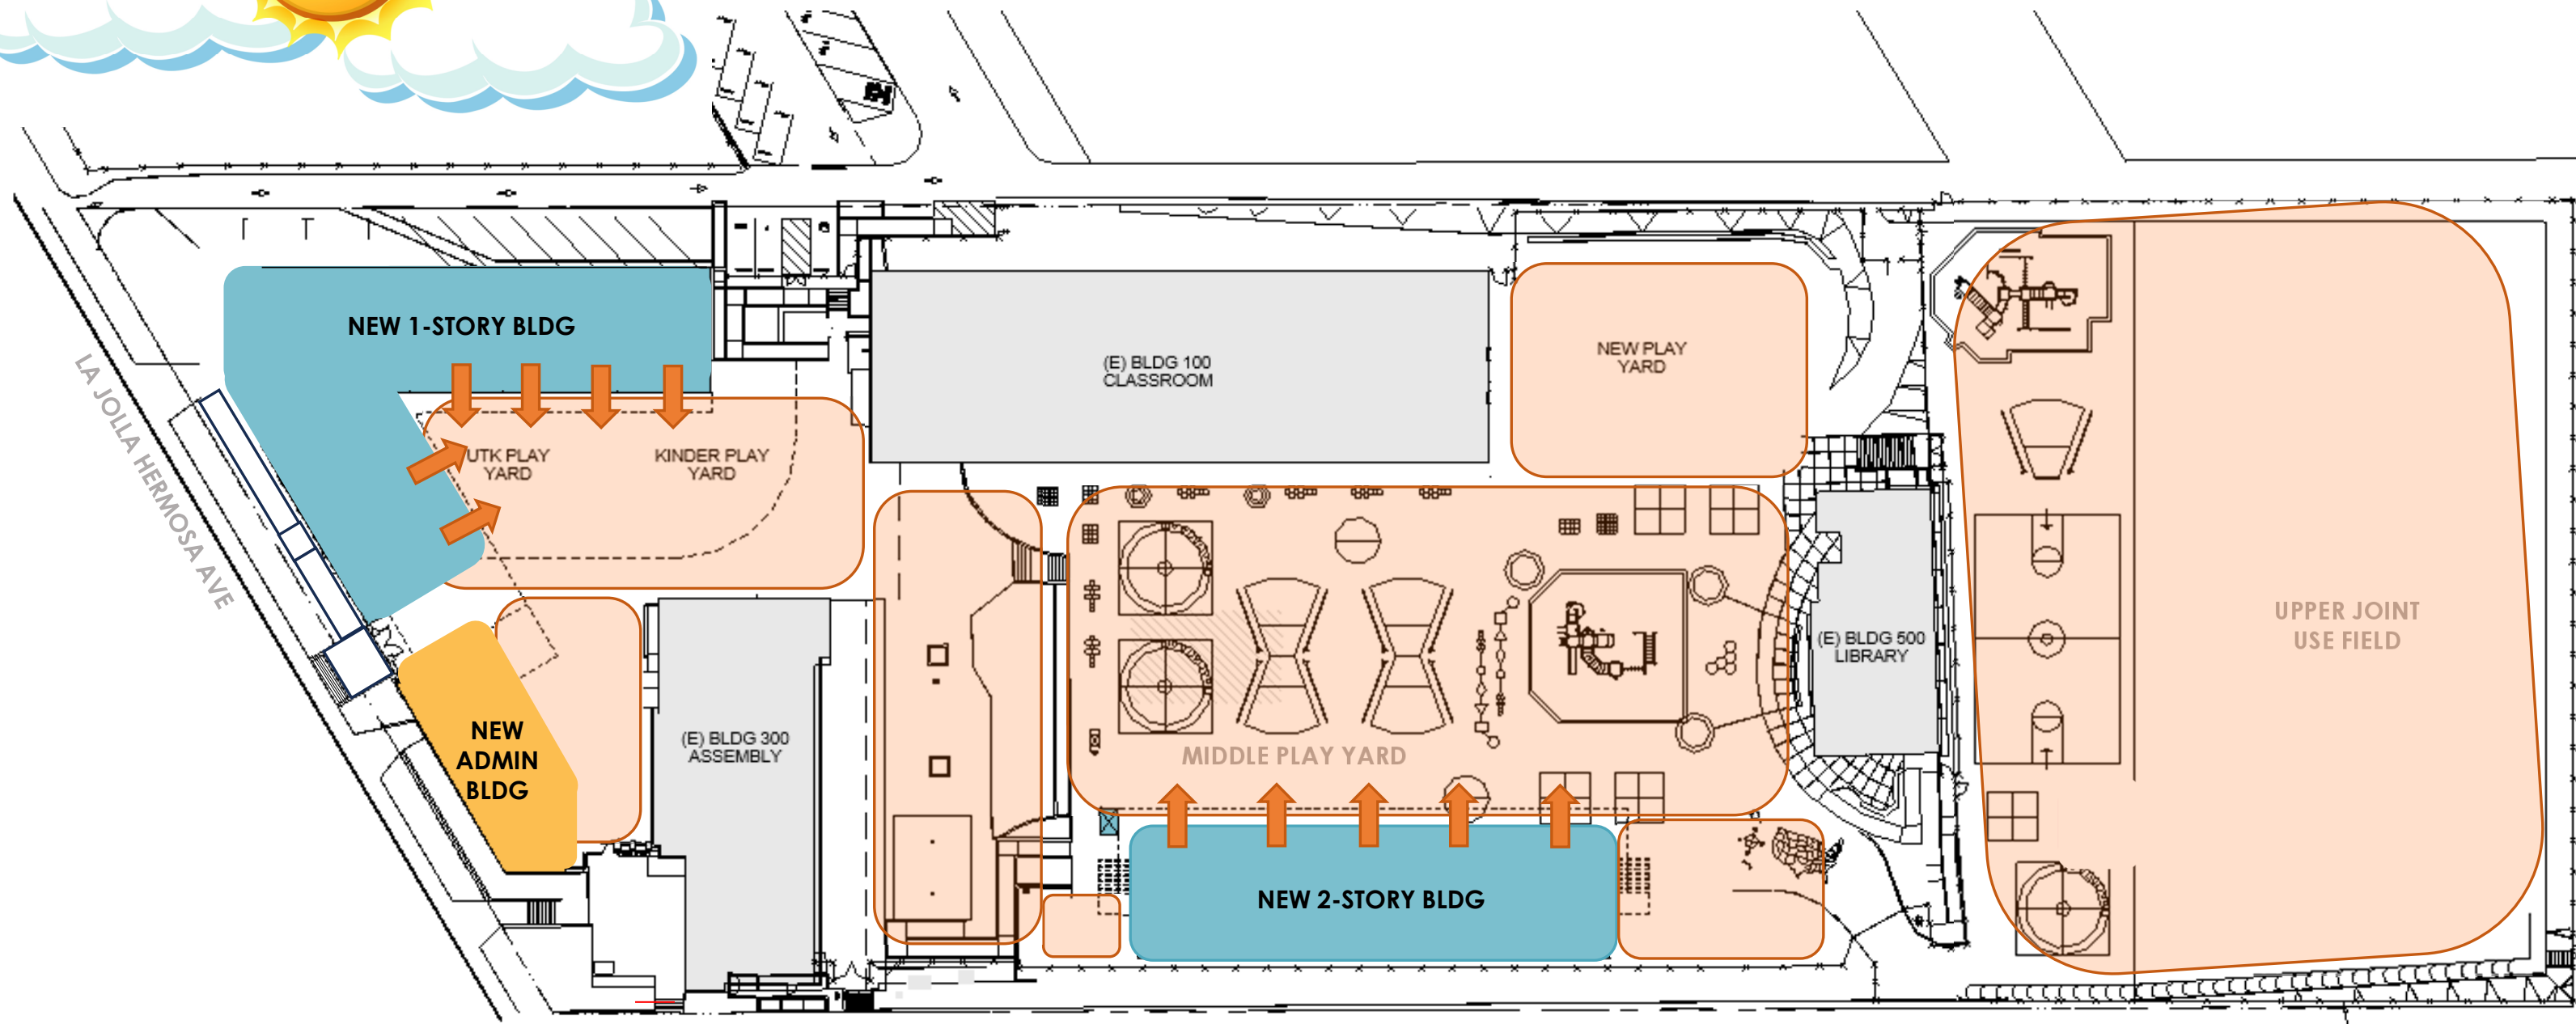 NEW 1-STORY BLDG
LA JOLLA HERMOSA AVE
UTK PLAY
YARD
KINDER PLAY
YARD
(E) BLDG 100
CLASSROOM
NEW PLAY
YARD
NEW
ADMIN
BLDG
(E) BLDG 300
ASSEMBLY
MIDDLE PLAY YARD
(E) BLDG 500
LIBRARY
UPPER JOINT
USE FIELD
NEW 2-STORY BLDG